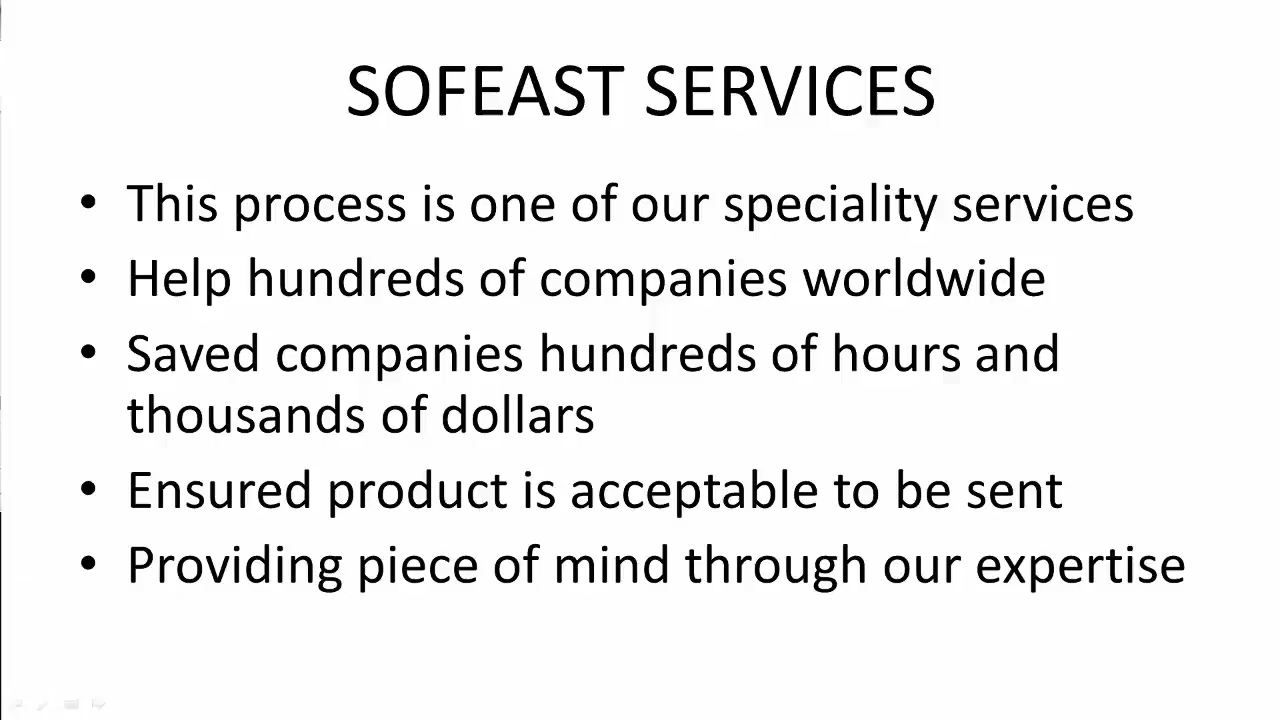 SOFEAST SERVICES
• This process is one of our speciality services
• Help hundreds of companies worldwide
• Saved companies hundreds of hours and
thousands of dollars
• Ensured product is acceptable to be sent
• Providing piece of mind through our expertise